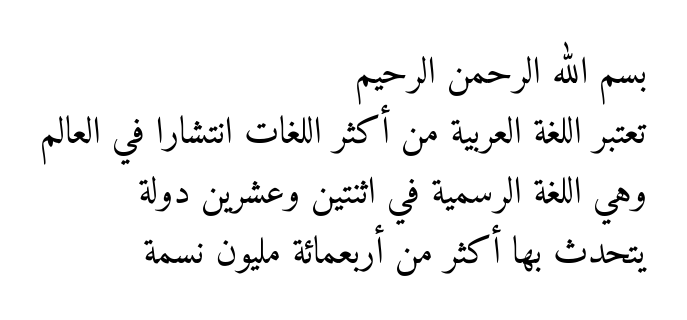 بسم الله الرحمن الرحيم
تعتبر اللغة العربية من أكثر اللغات انتشارا في العالم
وهي اللغة الرسمية في اثنتين وعشرين دولة
يتحدث بها أكثر من أربعمائة مليون نسمة